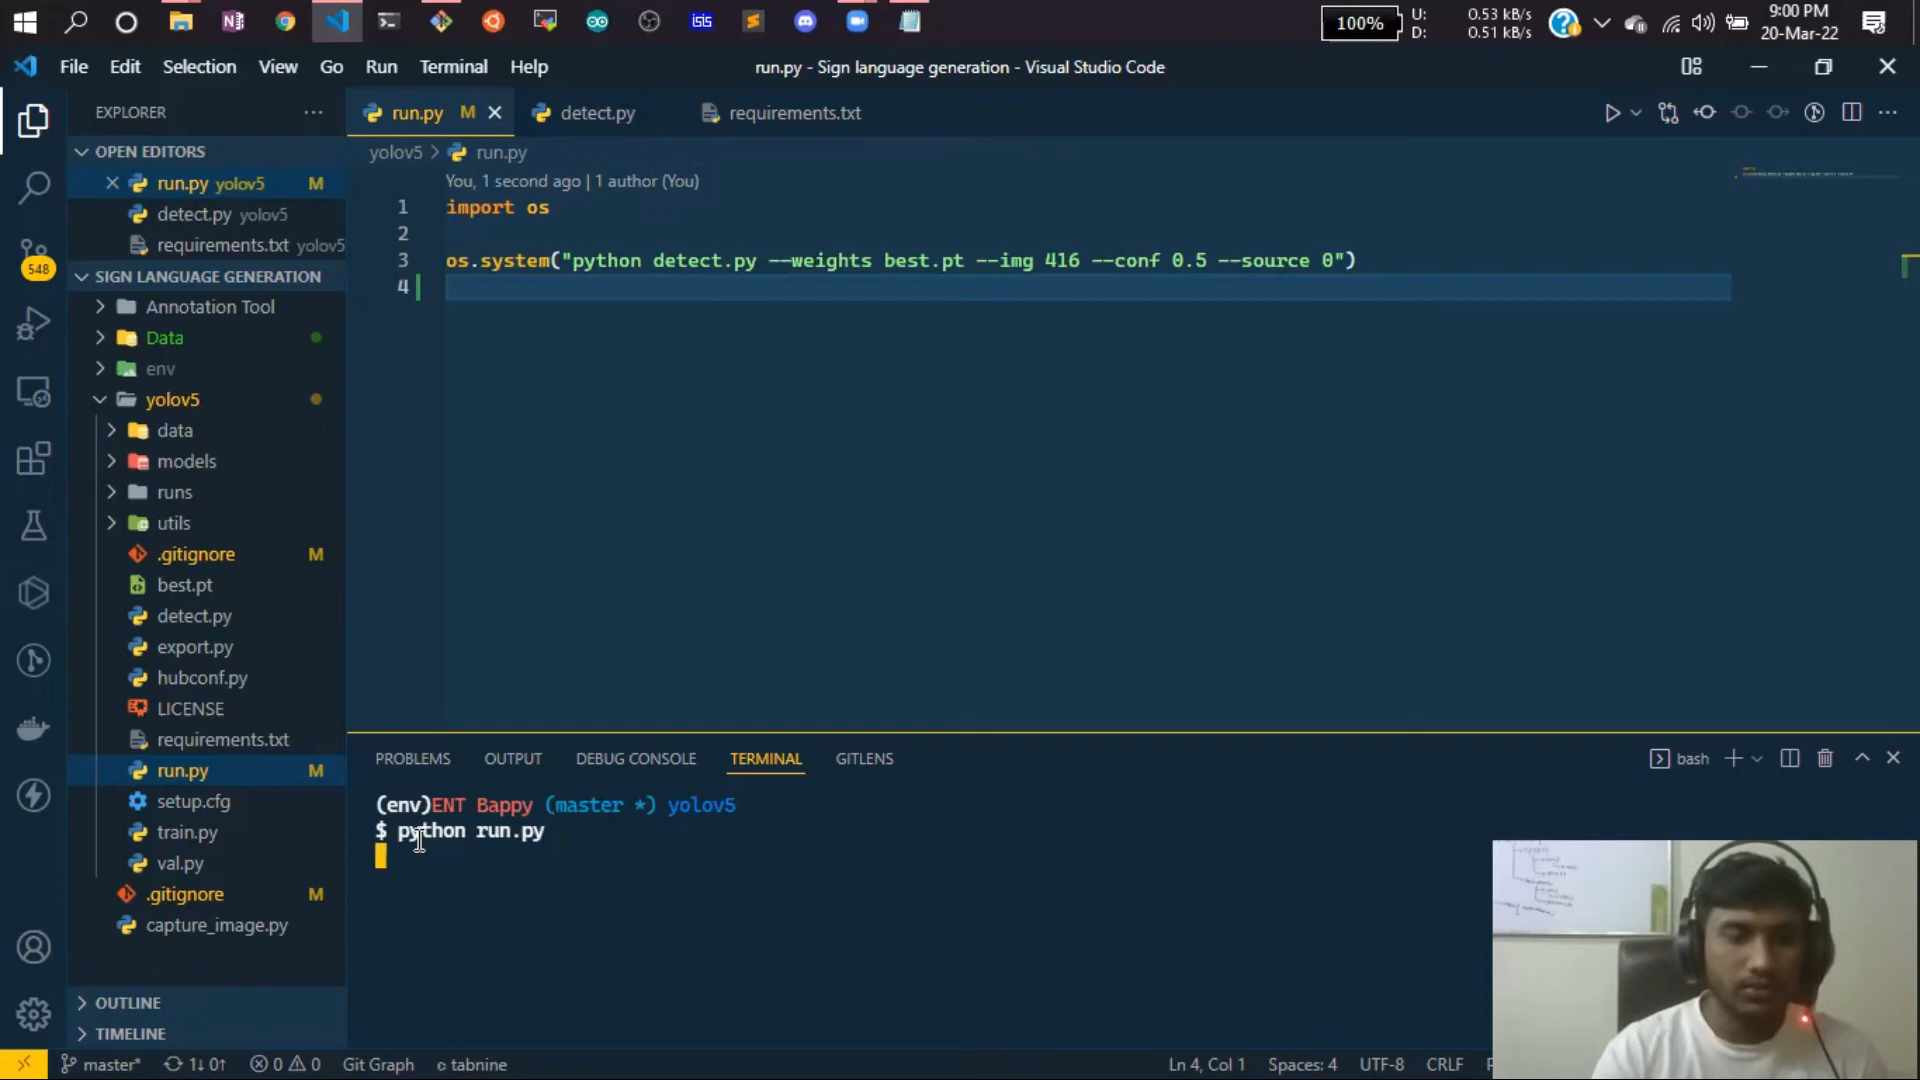 100%
U:
D:
0.53 kB/s
0.51 kB/s
9:00 PM
20-Mar-22
File Edit Selection View Go Run Terminal Help
run.py - Sign language generation - Visual Studio Code
EXPLORER
OPEN EDITORS
run.py yolov5 M
detect.py yolov5
requirements.txt yolov5
SIGN LANGUAGE GENERATION
Annotation Tool
Data
env
yolov5
data
models
runs
utils
.gitignore M
best.pt
detect.py
export.py
hubconf.py
LICENSE
requirements.txt
run.py M
setup.cfg
train.py
val.py
.gitignore M
capture_image.py
OUTLINE
TIMELINE
548
run.py M
detect.py
requirements.txt
yolov5 > run.py
You, 1 second ago | 1 author (You)
1 import os
2
3 os.system("python detect.py --weights best.pt --img 416 --conf 0.5 --source 0")
4
PROBLEMS OUTPUT DEBUG CONSOLE TERMINAL GITLENS
bash
(env)ENT Bappy (master *) yolov5
$ python run.py
master* 1↓ 0↑ 0 0 Git Graph tabnine
Ln 4, Col 1 Spaces: 4 UTF-8 CRLF